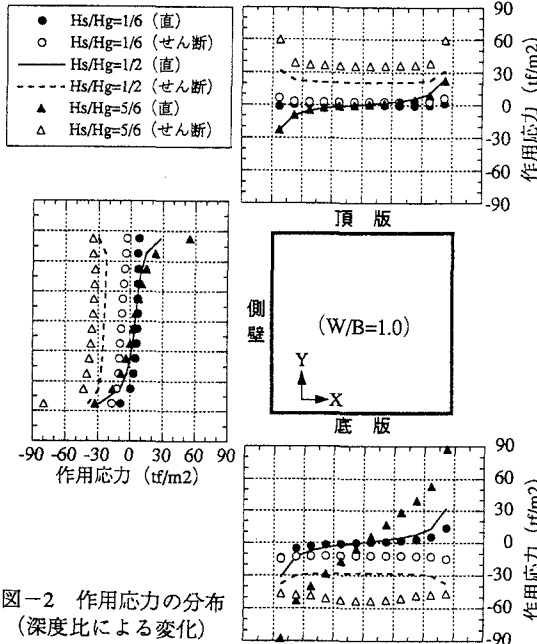 Hs/Hg=1/6 (直)
Hs/Hg=1/6 (せん断)
Hs/Hg=1/2 (直)
Hs/Hg=1/2 (せん断)
Hs/Hg=5/6 (直)
Hs/Hg=5/6 (せん断)
90
60
30
0
-30
-60
-90
作用応力 (tf/m2)
頂版
側壁
(W/B=1.0)
Y
X
底版
-90 -60 -30 0 30 60 90
作用応力 (tf/m2)
90
60
30
0
-30
-60
-90
作用応力 (tf/m2)
図-2 作用応力の分布
(深度比による変化)